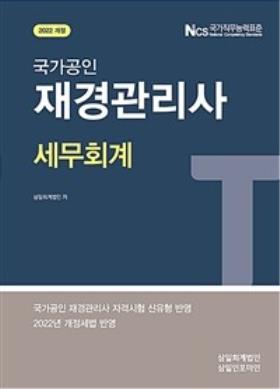 2022 개정
NCS 국가직무능력표준
National Competency Standards
국가공인
재경관리사
세무회계
삼일회계법인 저
T
국가공인 재경관리사 자격시험 신유형 반영
2022년 개정세법 반영
삼일회계법인
삼일인포마인